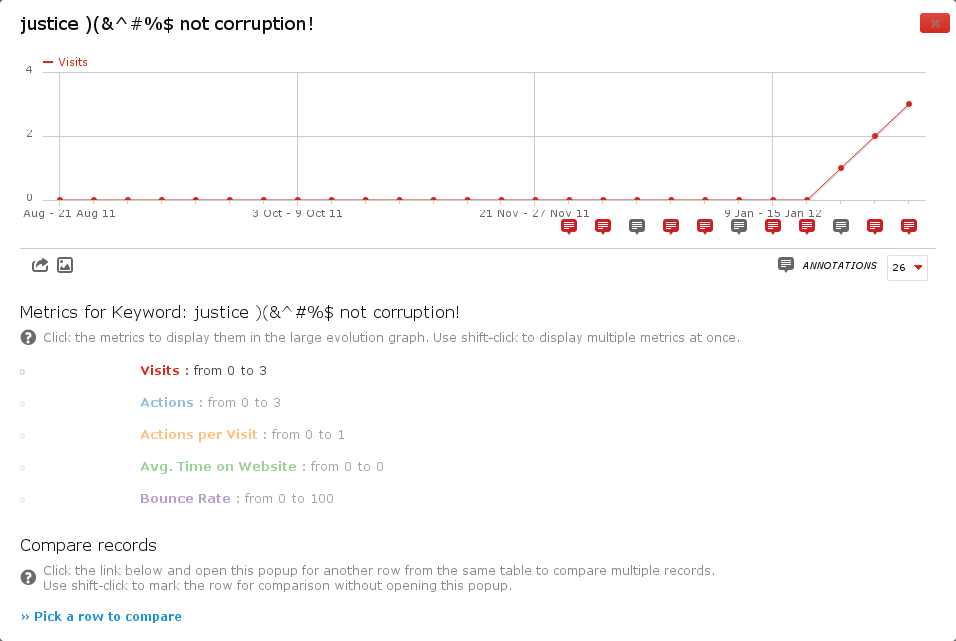 justice )(&^#%$ not corruption!
Visits
4
2
0
Aug - 21 Aug 11
3 Oct - 9 Oct 11
21 Nov - 27 Nov 11
9 Jan - 15 Jan 12
ANNOTATIONS
26
Metrics for Keyword: justice )(&^#%$ not corruption!
Click the metrics to display them in the large evolution graph. Use shift-click to display multiple metrics at once.
Visits : from 0 to 3
Actions : from 0 to 3
Actions per Visit : from 0 to 1
Avg. Time on Website : from 0 to 0
Bounce Rate : from 0 to 100
Compare records
Click the link below and open this popup for another row from the same table to compare multiple records.
Use shift-click to mark the row for comparison without opening this popup.
» Pick a row to compare